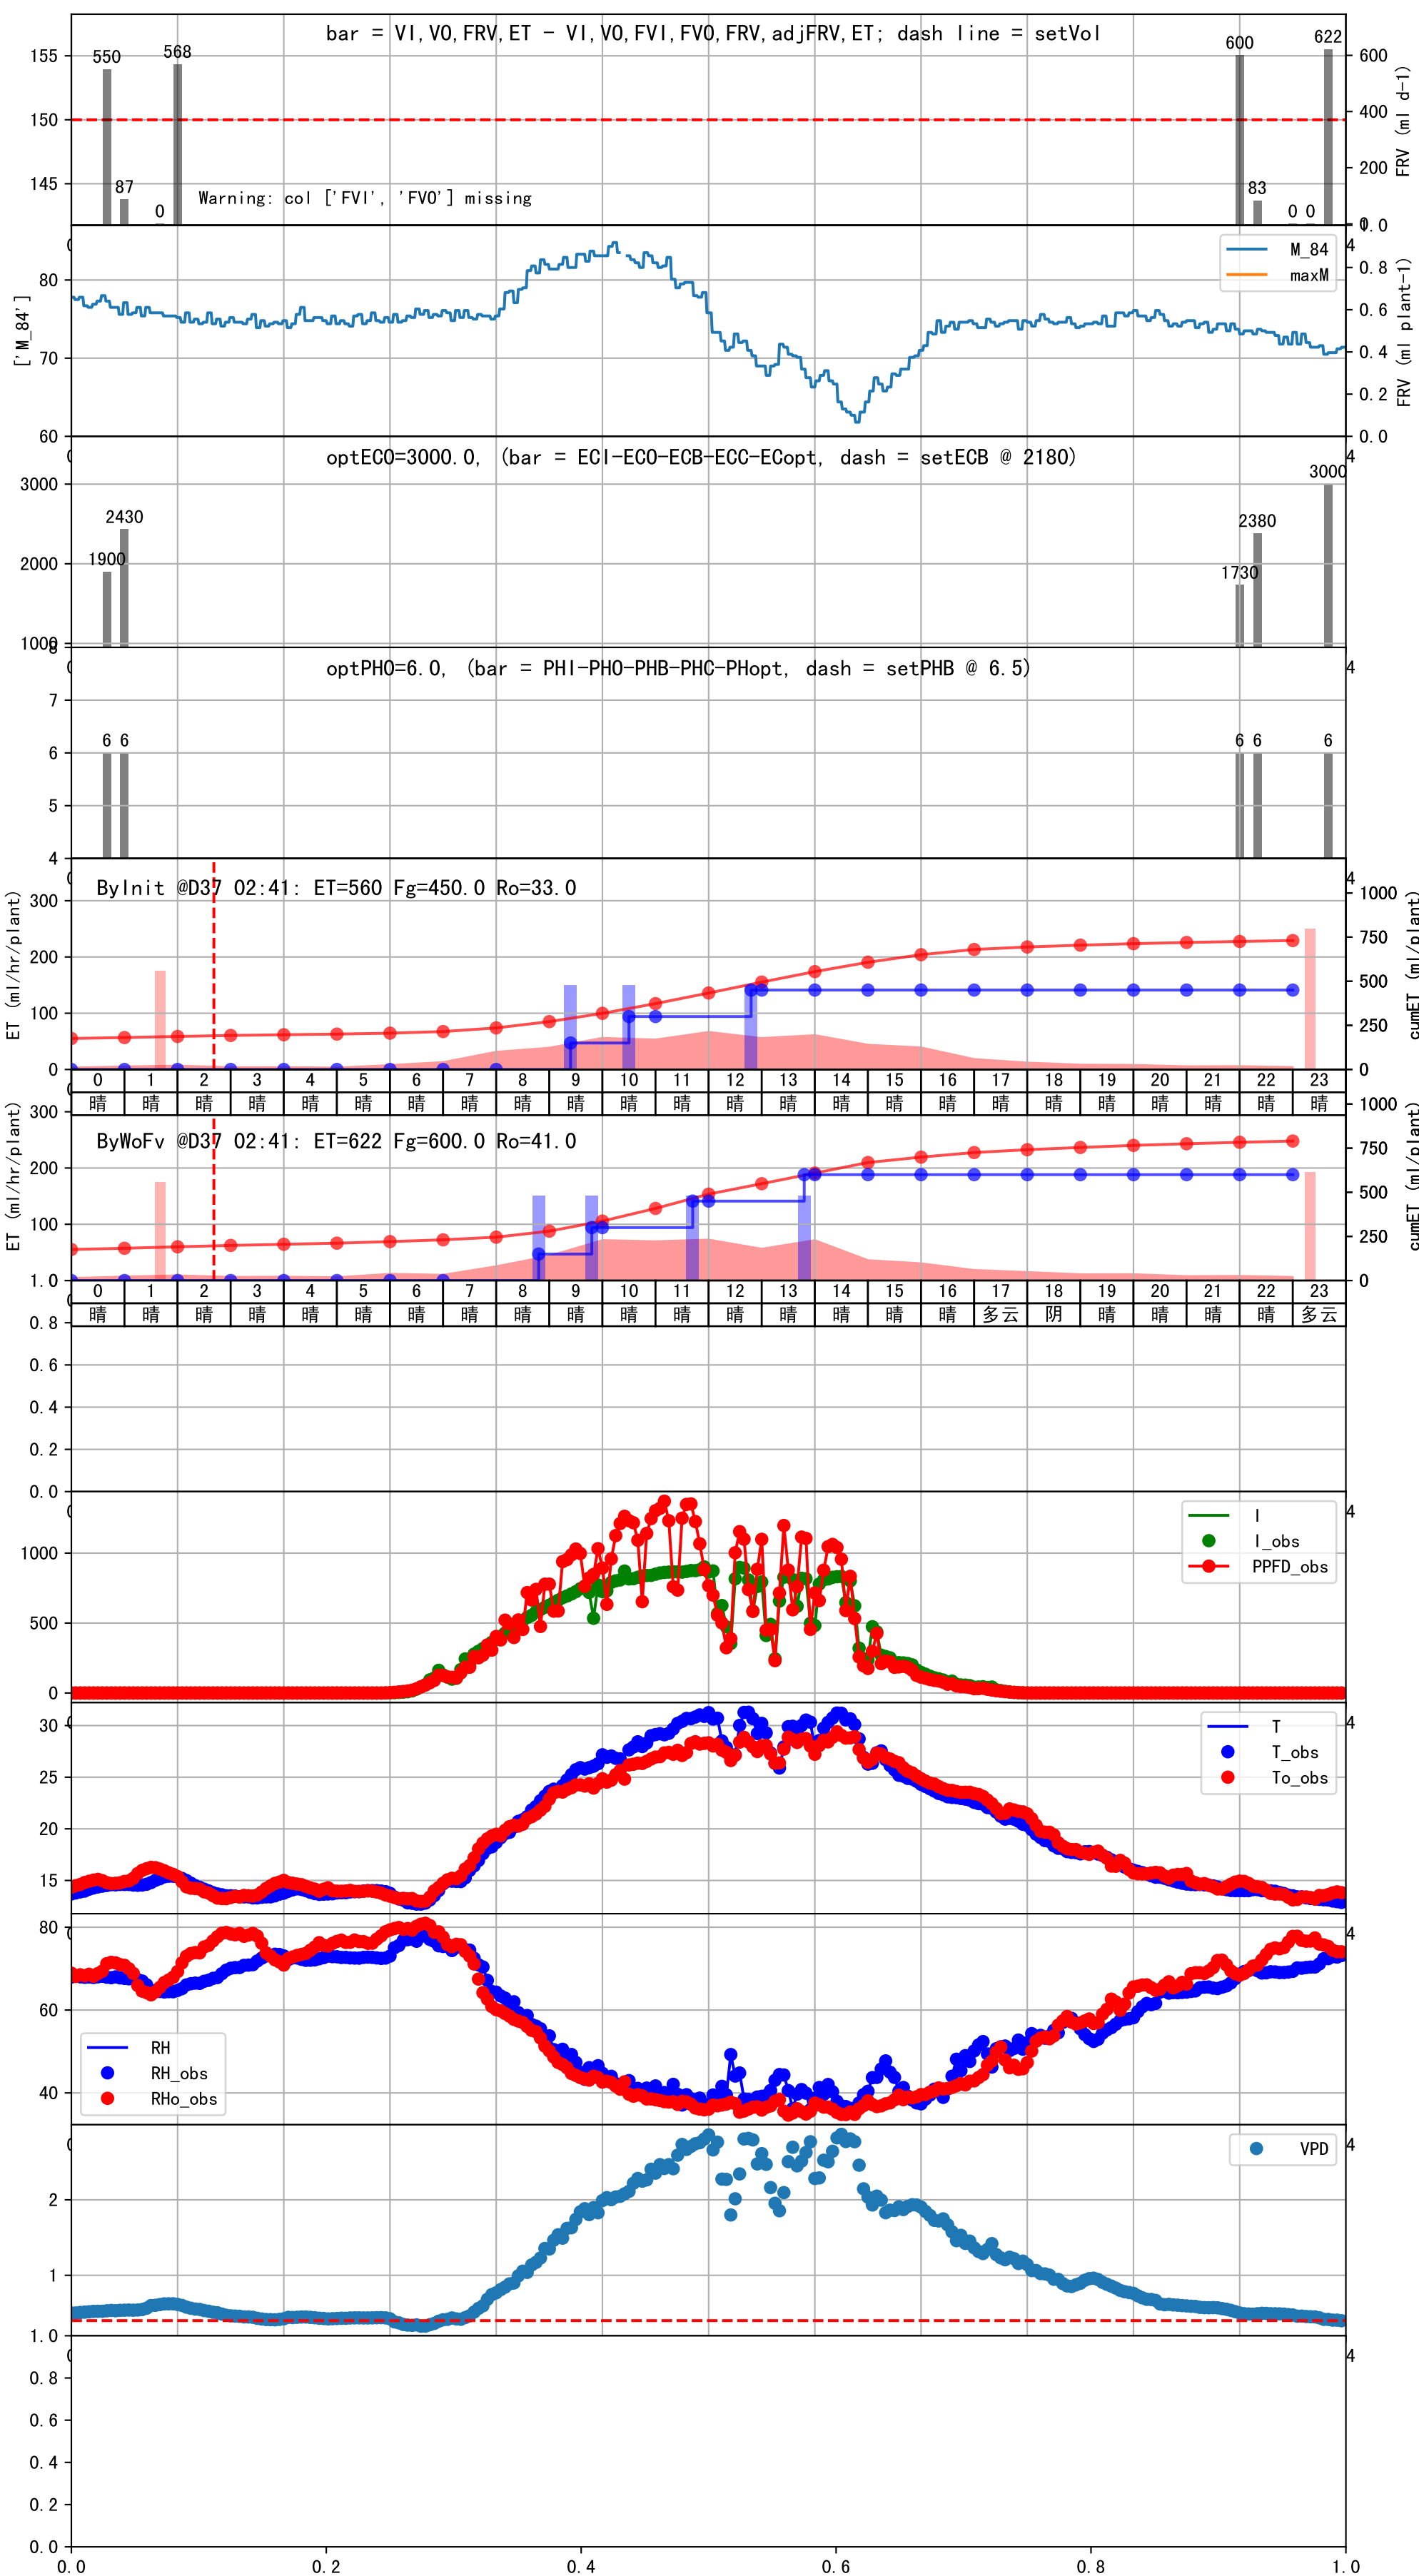 bar = VI,VO,FRV,ET - VI,VO,FVI,FVO,FRV,adjFRV,ET; dash line = setVol
550
87
0
568
600
83
0 0
622
155
150
145
600
400
200
0
1.0
FRV (ml d-1)
Warning: col ['FVI', 'FVO'] missing
M_84
maxM
80
70
60
['M_84']
0.8
0.6
0.4
0.2
0.0
FRV (ml plant-1)
optECO=3000.0, (bar = ECI-ECO-ECB-ECC-ECopt, dash = setECB @ 2180)
3000
2000
1000
1900
2430
1730
2380
3000
optPHO=6.0, (bar = PHI-PHO-PHB-PHC-PHopt, dash = setPHB @ 6.5)
8
7
6
5
4
6 6
6 6
6
ByInit @D37 02:41: ET=560 Fg=450.0 Ro=33.0
ET (ml/hr/plant)
300
200
100
0
1000
750
500
250
0
cumET (ml/plant)
0 1 2 3 4 5 6 7 8 9 10 11 12 13 14 15 16 17 18 19 20 21 22 23
晴 晴 晴 晴 晴 晴 晴 晴 晴 晴 晴 晴 晴 晴 晴 晴 晴 晴 晴 晴 晴 晴 晴 晴
ByWoFv @D37 02:41: ET=622 Fg=600.0 Ro=41.0
ET (ml/hr/plant)
300
200
100
1000
750
500
250
0
cumET (ml/plant)
0 1 2 3 4 5 6 7 8 9 10 11 12 13 14 15 16 17 18 19 20 21 22 23
晴 晴 晴 晴 晴 晴 晴 晴 晴 晴 晴 晴 晴 晴 晴 晴 晴 多云 阴 晴 晴 晴 晴 多云
1.0
0.8
0.6
0.4
0.2
0.0
I
I_obs
PPFD_obs
1000
500
0
T
T_obs
To_obs
30
25
20
15
80
60
40
RH
RH_obs
RHo_obs
VPD
2
1
1.0
0.8
0.6
0.4
0.2
0.0
0.0 0.2 0.4 0.6 0.8 1.0